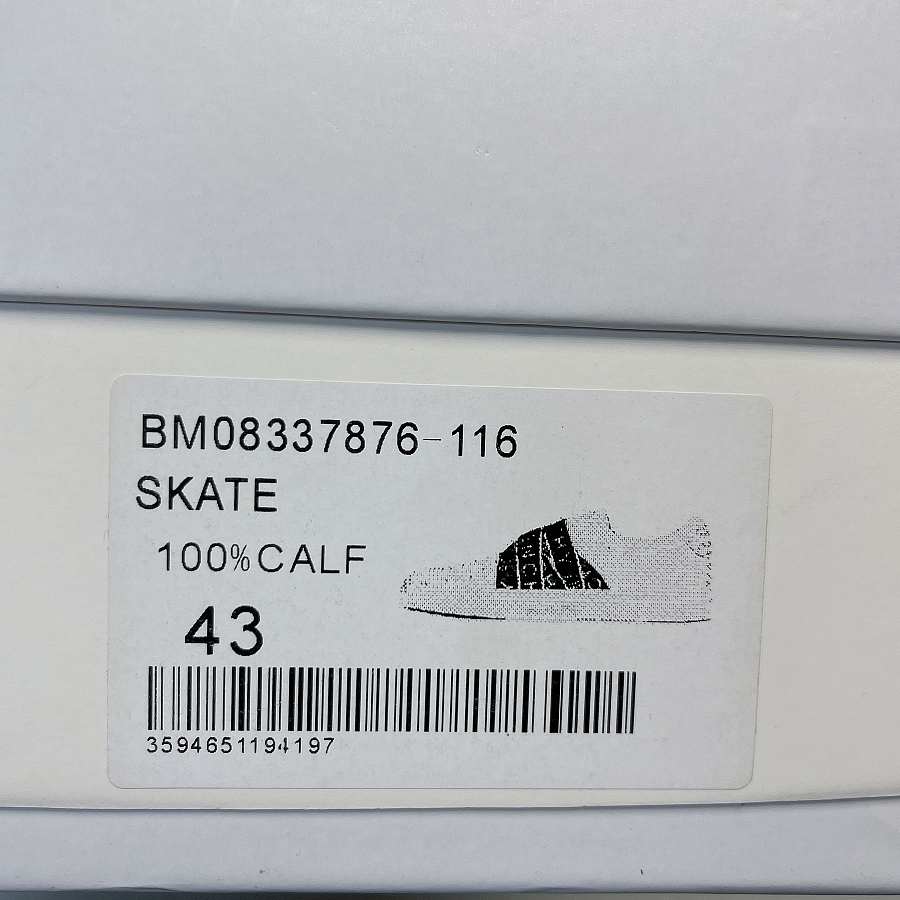 BM08337876-116
SKATE
100%CALF
43
3594651194197